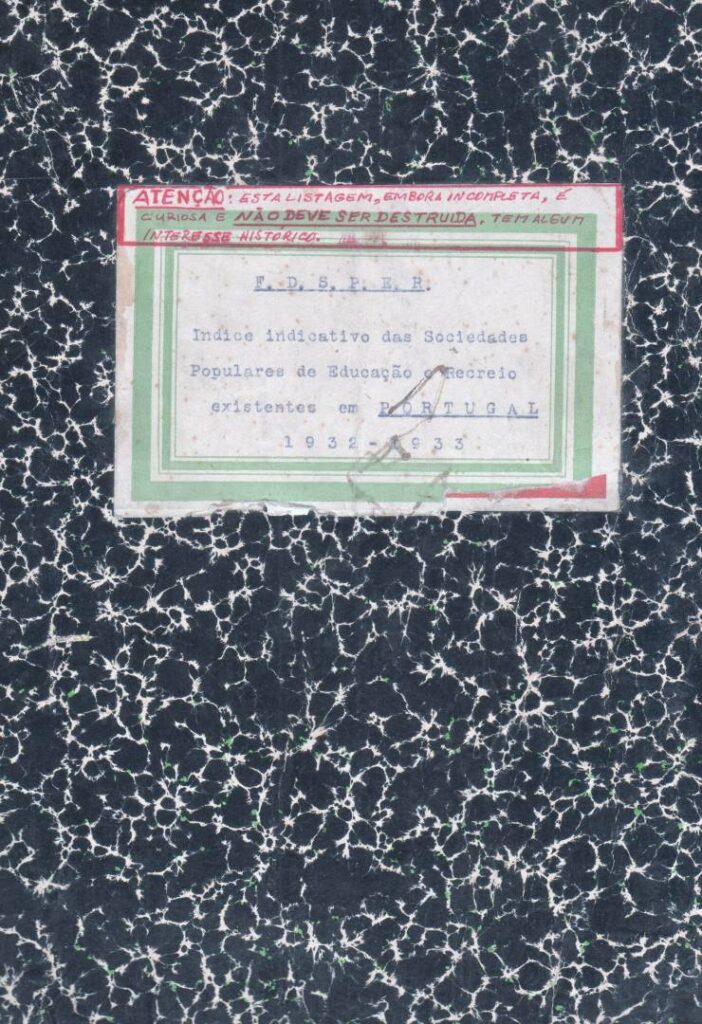 ATENÇÃO: ESTA LISTAGEM, EMBORA INCOMPLETA, É
CURIOSA E NÃO DEVE SER DESTRUIDA. TEM ALGUM
INTERESSE HISTÓRICO.
F. D. S. P. E. R.
Indice indicativo das Sociedades
Populares de Educação e Recreio
existentes em PORTUGAL
1932-1933